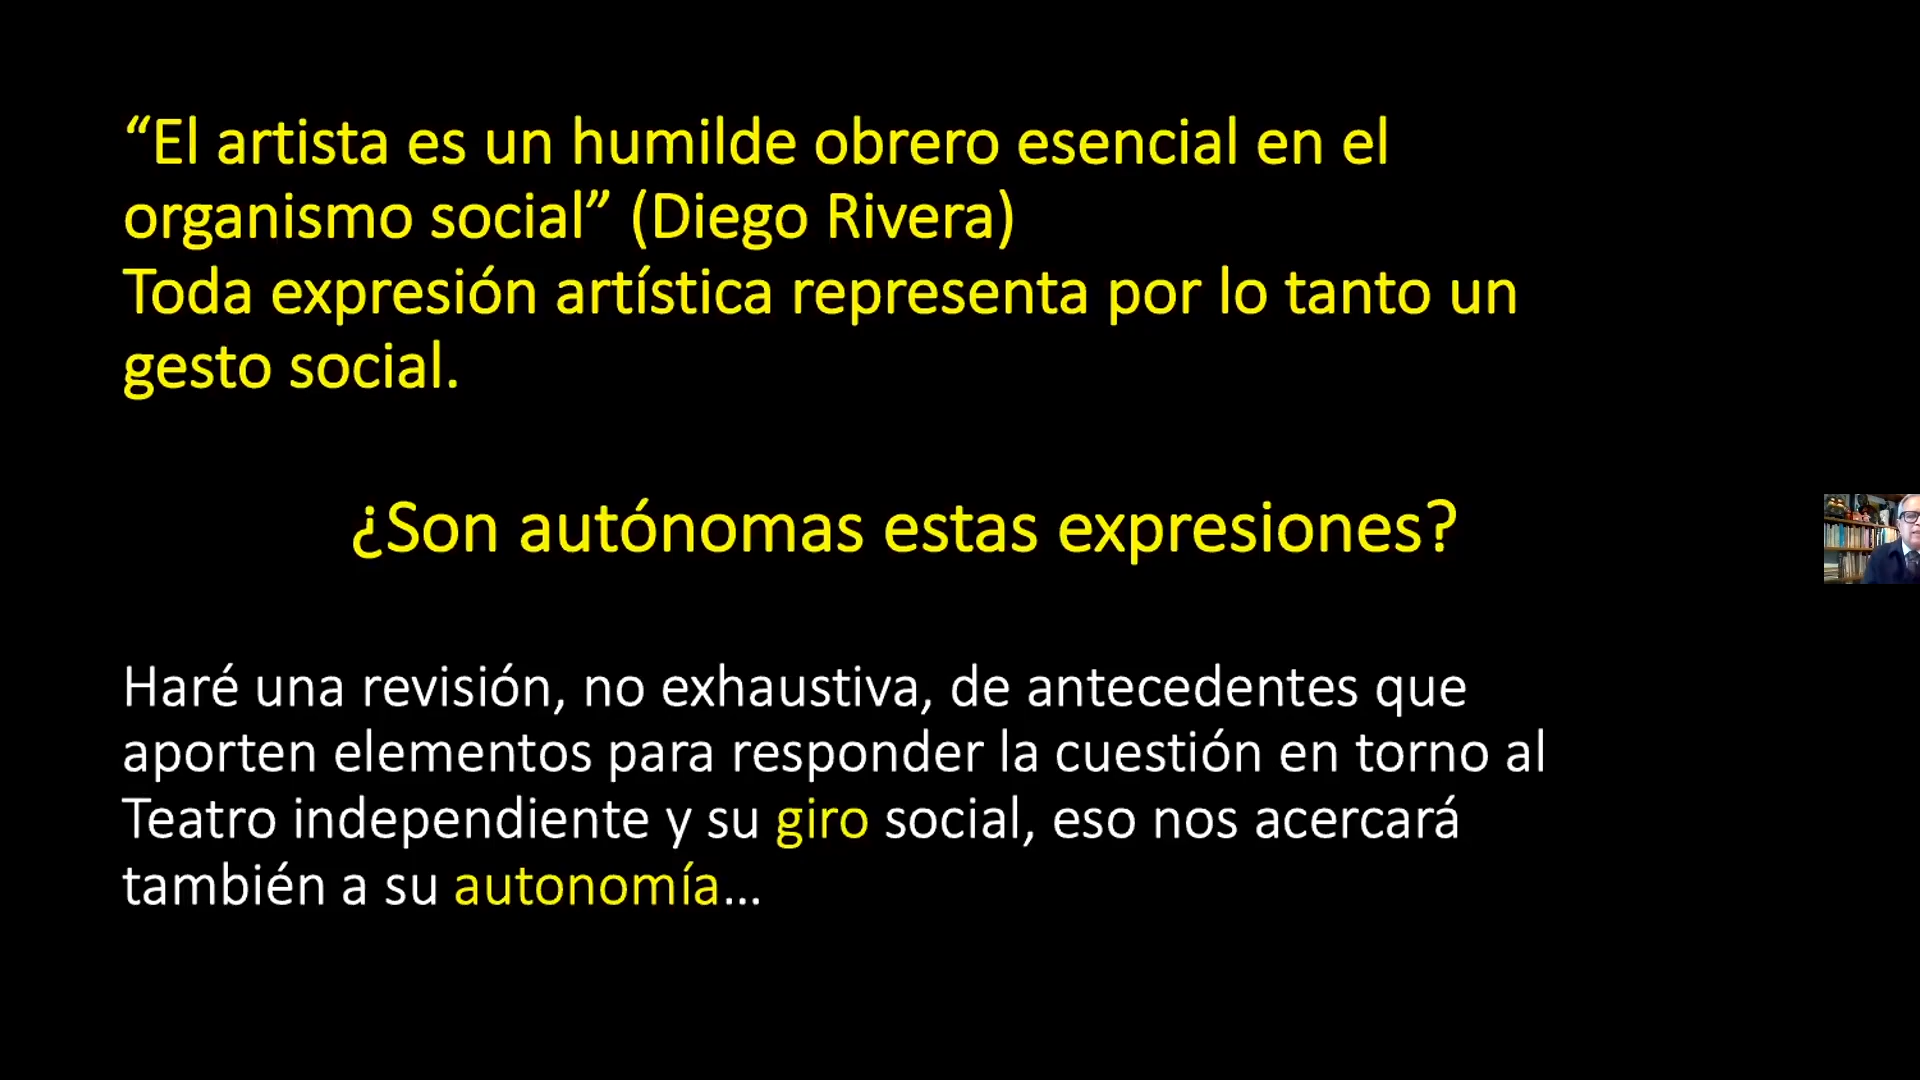 “El artista es un humilde obrero esencial en el
organismo social” (Diego Rivera)
Toda expresión artística representa por lo tanto un
gesto social.
¿Son autónomas estas expresiones?
Haré una revisión, no exhaustiva, de antecedentes que
aporten elementos para responder la cuestión en torno al
Teatro independiente y su giro social, eso nos acercará
también a su autonomía...